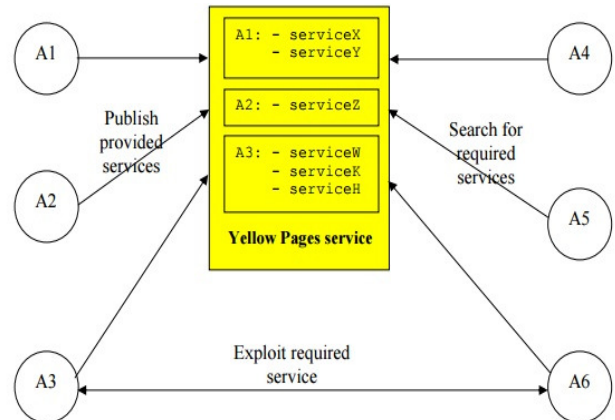 A1
A1: - serviceX
- serviceY
A4
A2: - serviceZ
Publish
provided
services
Search for
required
services
A3: - serviceW
- serviceK
- serviceH
A2
A5
Yellow Pages service
Exploit required
service
A3
A6